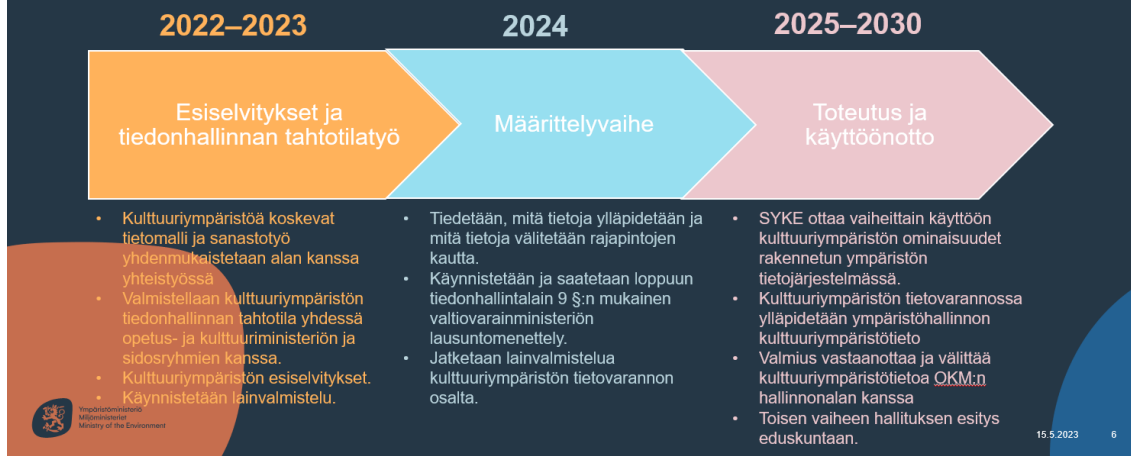 2022–2023
2024
2025–2030
Esiselvitykset ja
tiedonhallinnan tahtotilatyö
Määrittelyvaihe
Toteutus ja
käyttöönotto
• Kulttuuriympäristöä koskevat
tietomalli ja sanastotyö
yhdenmukaistetaan alan kanssa
yhteistyössä
• Valmistellaan kulttuuriympäristön
tiedonhallinnan tahtotila yhdessä
opetus- ja kulttuuriministeriön ja
sidosryhmien kanssa.
• Kulttuuriympäristön esiselvitykset.
• Käynnistetään lainvalmistelu.
• Tiedetään, mitä tietoja ylläpidetään ja
mitä tietoja välitetään rajapintojen
kautta.
• Käynnistetään ja saatetaan loppuun
tiedonhallintalain 9 §:n mukainen
valtiovarainministeriön
lausuntomenettely.
• Jatketaan lainvalmistelua
kulttuuriympäristön tietovarannon
osalta.
• SYKE ottaa vaiheittain käyttöön
kulttuuriympäristön ominaisuudet
rakennetun ympäristön
tietojärjestelmässä.
• Kulttuuriympäristön tietovarannossa
ylläpidetään ympäristöhallinnon
kulttuuriympäristötieto
• Valmius vastaanottaa ja välittää
kulttuuriympäristötietoa OKM:n
hallinnonalan kanssa
• Toisen vaiheen hallituksen esitys
eduskuntaan.
Ympäristöministeriö
Miljöministeriet
Ministry of the Environment
15.5.2023 6